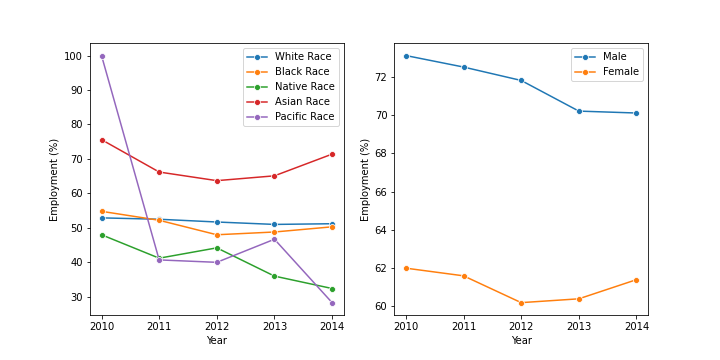 100
90
80
70
60
50
40
30
Employment (%)
2010 2011 2012 2013 2014
Year
White Race
Black Race
Native Race
Asian Race
Pacific Race
72
70
68
66
64
62
60
Employment (%)
2010 2011 2012 2013 2014
Year
Male
Female